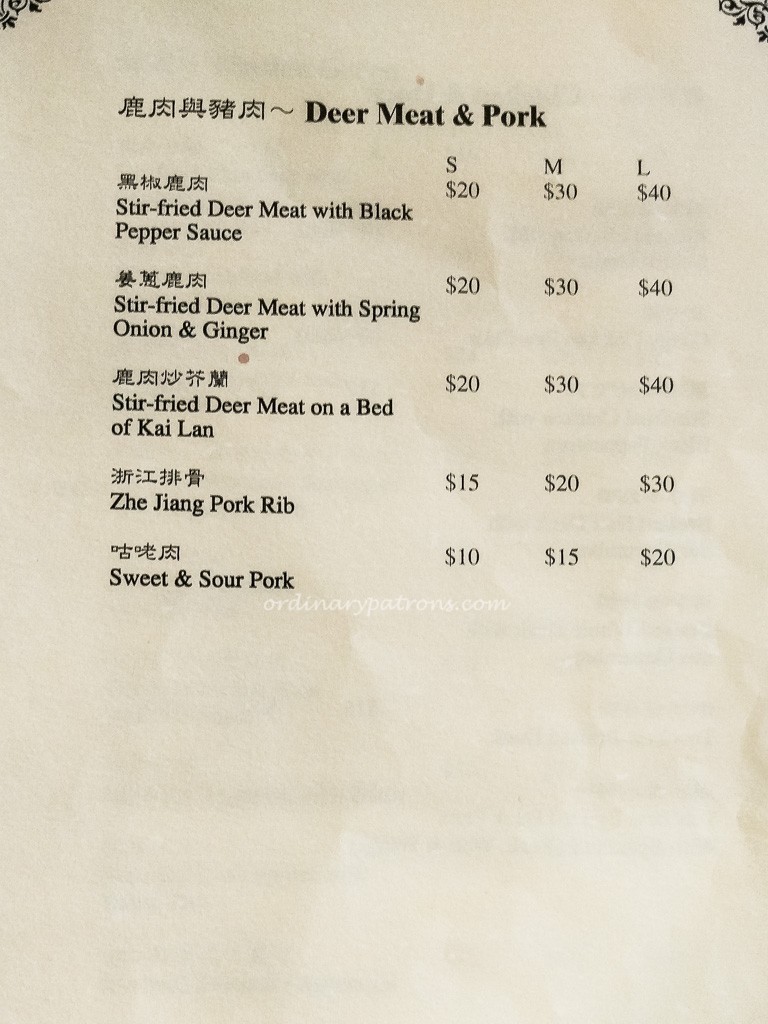 鹿肉與豬肉～ Deer Meat & Pork
S M L
黑椒鹿肉 $20 $30 $40
Stir-fried Deer Meat with Black
Pepper Sauce
姜蔥鹿肉 $20 $30 $40
Stir-fried Deer Meat with Spring
Onion & Ginger
鹿肉炒芥蘭 $20 $30 $40
Stir-fried Deer Meat on a Bed
of Kai Lan
浙江排骨 $15 $20 $30
Zhe Jiang Pork Rib
咕咾肉 $10 $15 $20
Sweet & Sour Pork
ordinarypatrons.com